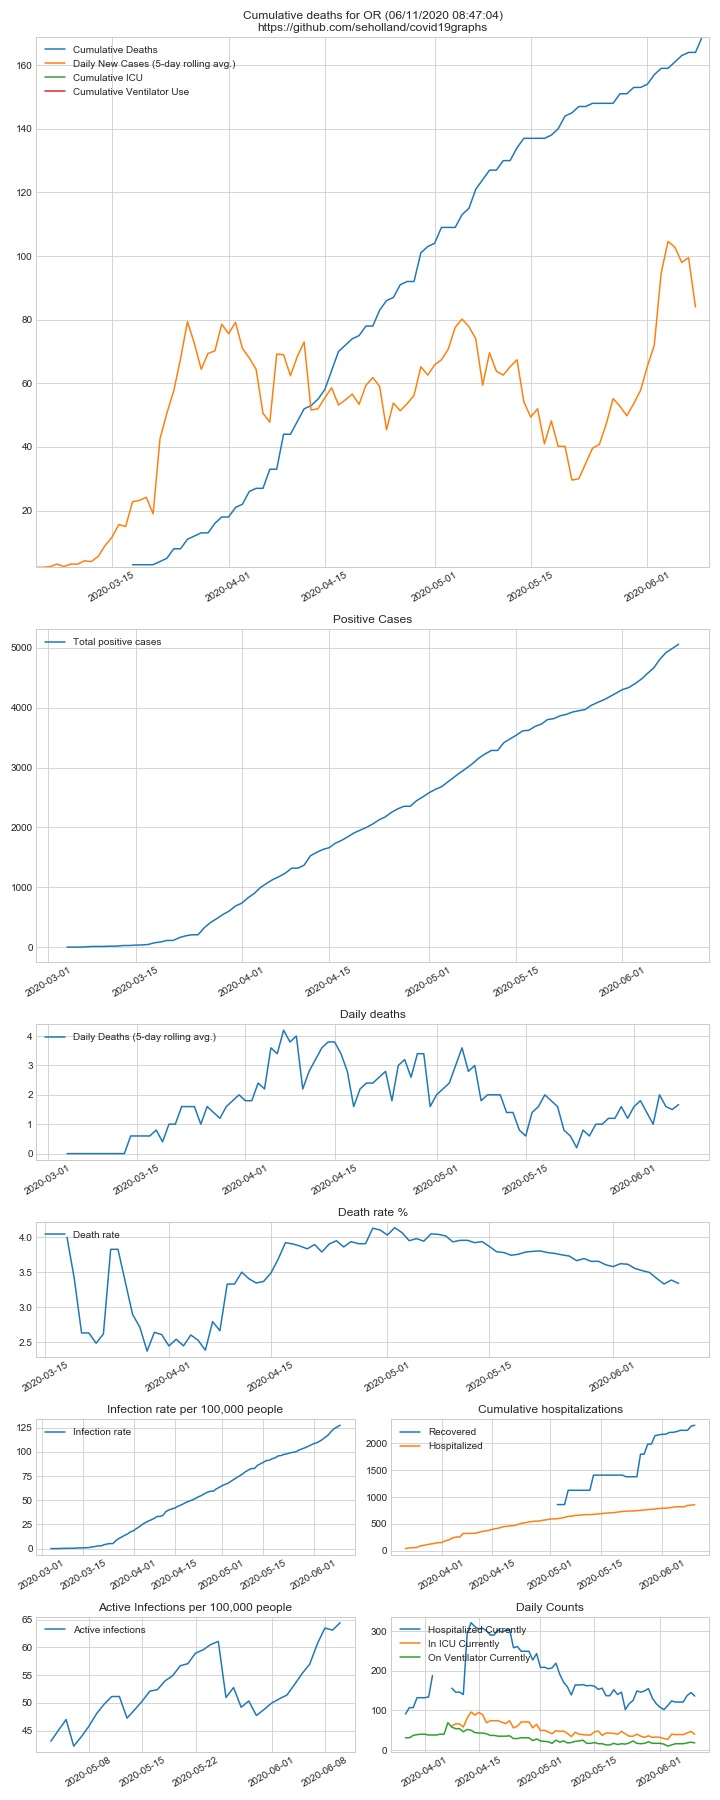 Cumulative deaths for OR (06/11/2020 08:47:04)
https://github.com/seholland/covid19graphs
Cumulative Deaths
Daily New Cases (5-day rolling avg.)
Cumulative ICU
Cumulative Ventilator Use
160
140
120
100
80
60
40
20
2020-03-15 2020-04-01 2020-04-15 2020-05-01 2020-05-15 2020-06-01
Positive Cases
Total positive cases
5000
4000
3000
2000
1000
0
2020-03-01 2020-03-15 2020-04-01 2020-04-15 2020-05-01 2020-05-15 2020-06-01
Daily deaths
Daily Deaths (5-day rolling avg.)
4
3
2
1
0
2020-03-01 2020-03-15 2020-04-01 2020-04-15 2020-05-01 2020-05-15 2020-06-01
Death rate %
Death rate
4.0
3.5
3.0
2.5
2020-03-15 2020-04-01 2020-04-15 2020-05-01 2020-05-15 2020-06-01
Infection rate per 100,000 people
Infection rate
125
100
75
50
25
0
2020-03-01 2020-03-15 2020-04-01 2020-04-15 2020-05-01 2020-05-15 2020-06-01
Cumulative hospitalizations
Recovered
Hospitalized
2000
1500
1000
500
0
2020-04-01 2020-04-15 2020-05-01 2020-05-15 2020-06-01
Active Infections per 100,000 people
Active infections
65
60
55
50
45
2020-05-08 2020-05-15 2020-05-22 2020-06-01 2020-06-08
Daily Counts
Hospitalized Currently
In ICU Currently
On Ventilator Currently
300
200
100
0
2020-04-01 2020-04-15 2020-05-01 2020-05-15 2020-06-01